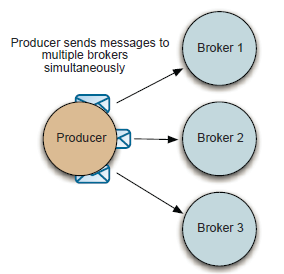 Producer sends messages to
multiple brokers
simultaneously
Broker 1
Producer
Broker 2
Broker 3